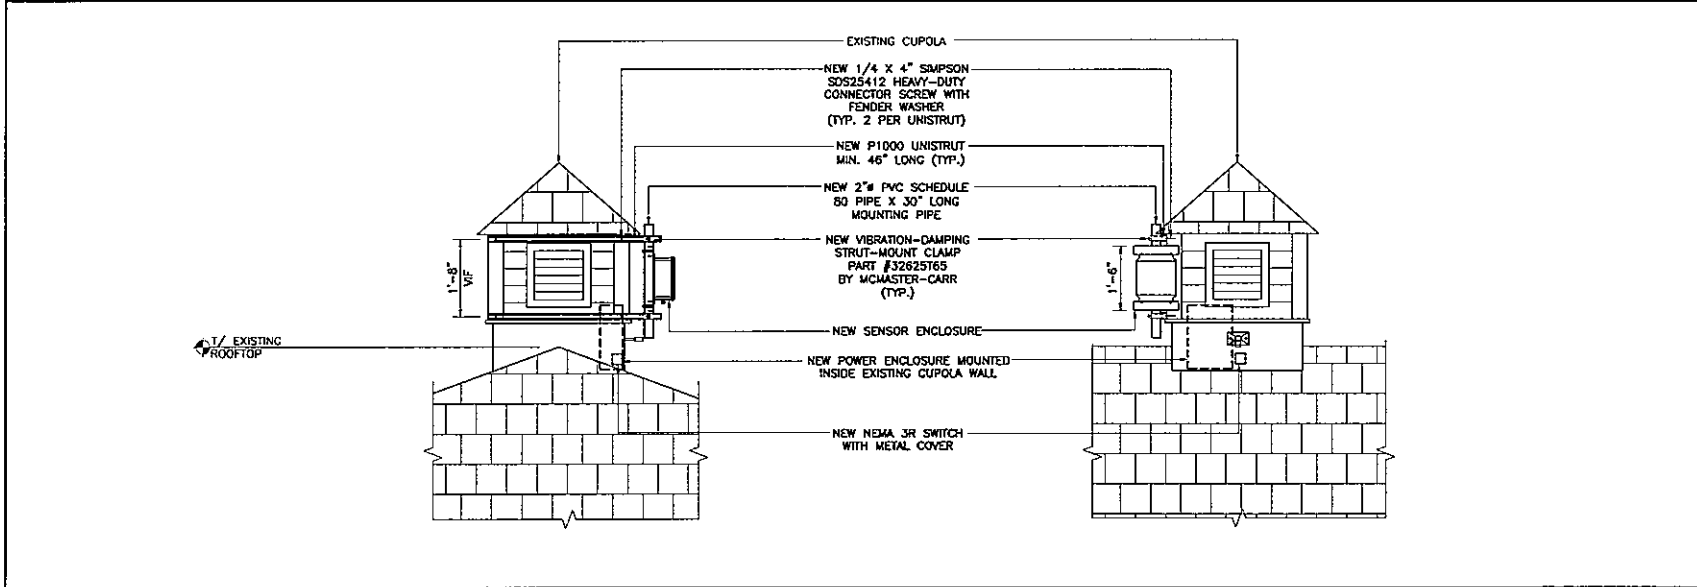 EXISTING CUPOLA
NEW 1/4 X 4" SIMPSON
SDS25412 HEAVY-DUTY
CONNECTOR SCREW WITH
FENDER WASHER
(TYP. 2 PER UNISTRUT)
NEW P1000 UNISTRUT
MIN. 46" LONG (TYP.)
NEW 2"ø PVC SCHEDULE
80 PIPE X 30" LONG
MOUNTING PIPE
NEW VIBRATION-DAMPING
STRUT-MOUNT CLAMP
PART #32625T65
BY MCMASTER-CARR
(TYP.)
1'-8"
VIF
1'-6"
NEW SENSOR ENCLOSURE
T/ EXISTING
ROOFTOP
NEW POWER ENCLOSURE MOUNTED
INSIDE EXISTING CUPOLA WALL
NEW NEMA 3R SWITCH
WITH METAL COVER